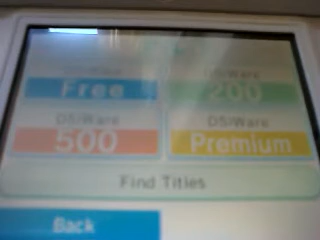 DSiWare
Free
200
DSiWare
500
DSiWare
Premium
Find Titles
Back